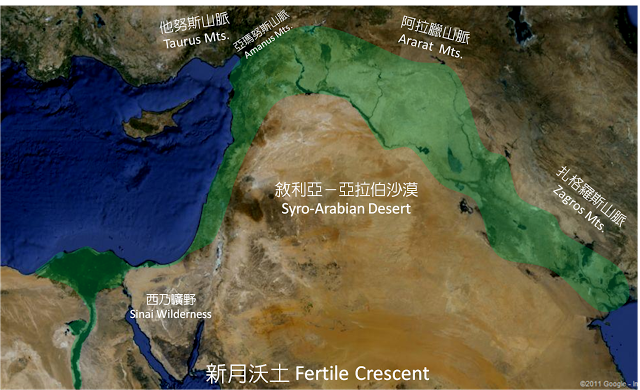 他努斯山脈
Taurus Mts.
亞瑪努斯山脈
Amanus Mts.
阿拉臘山脈
Ararat Mts.
扎格羅斯山脈
Zagros Mts.
敘利亞－亞拉伯沙漠
Syro-Arabian Desert
西乃曠野
Sinai Wilderness
新月沃土 Fertile Crescent
©2011 Google -